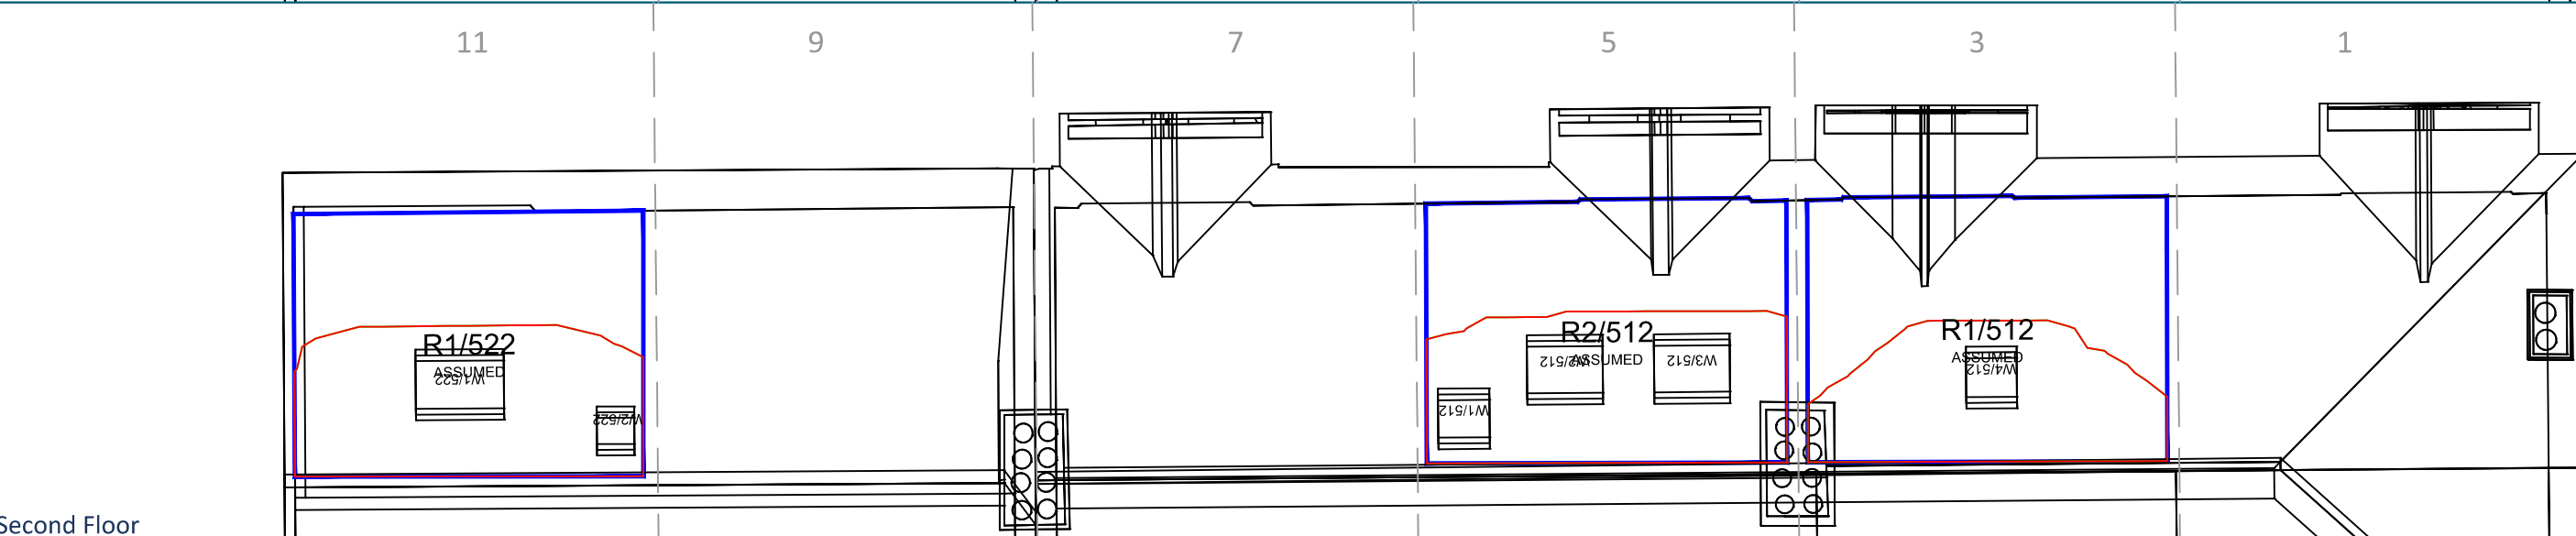 11 9 7 5 3 1
R1/522
ASSUMED
W1/522
W2/522
R2/512
ASSUMED
W1/512
W2/512
W3/512
R1/512
ASSUMED
W4/512
Second Floor